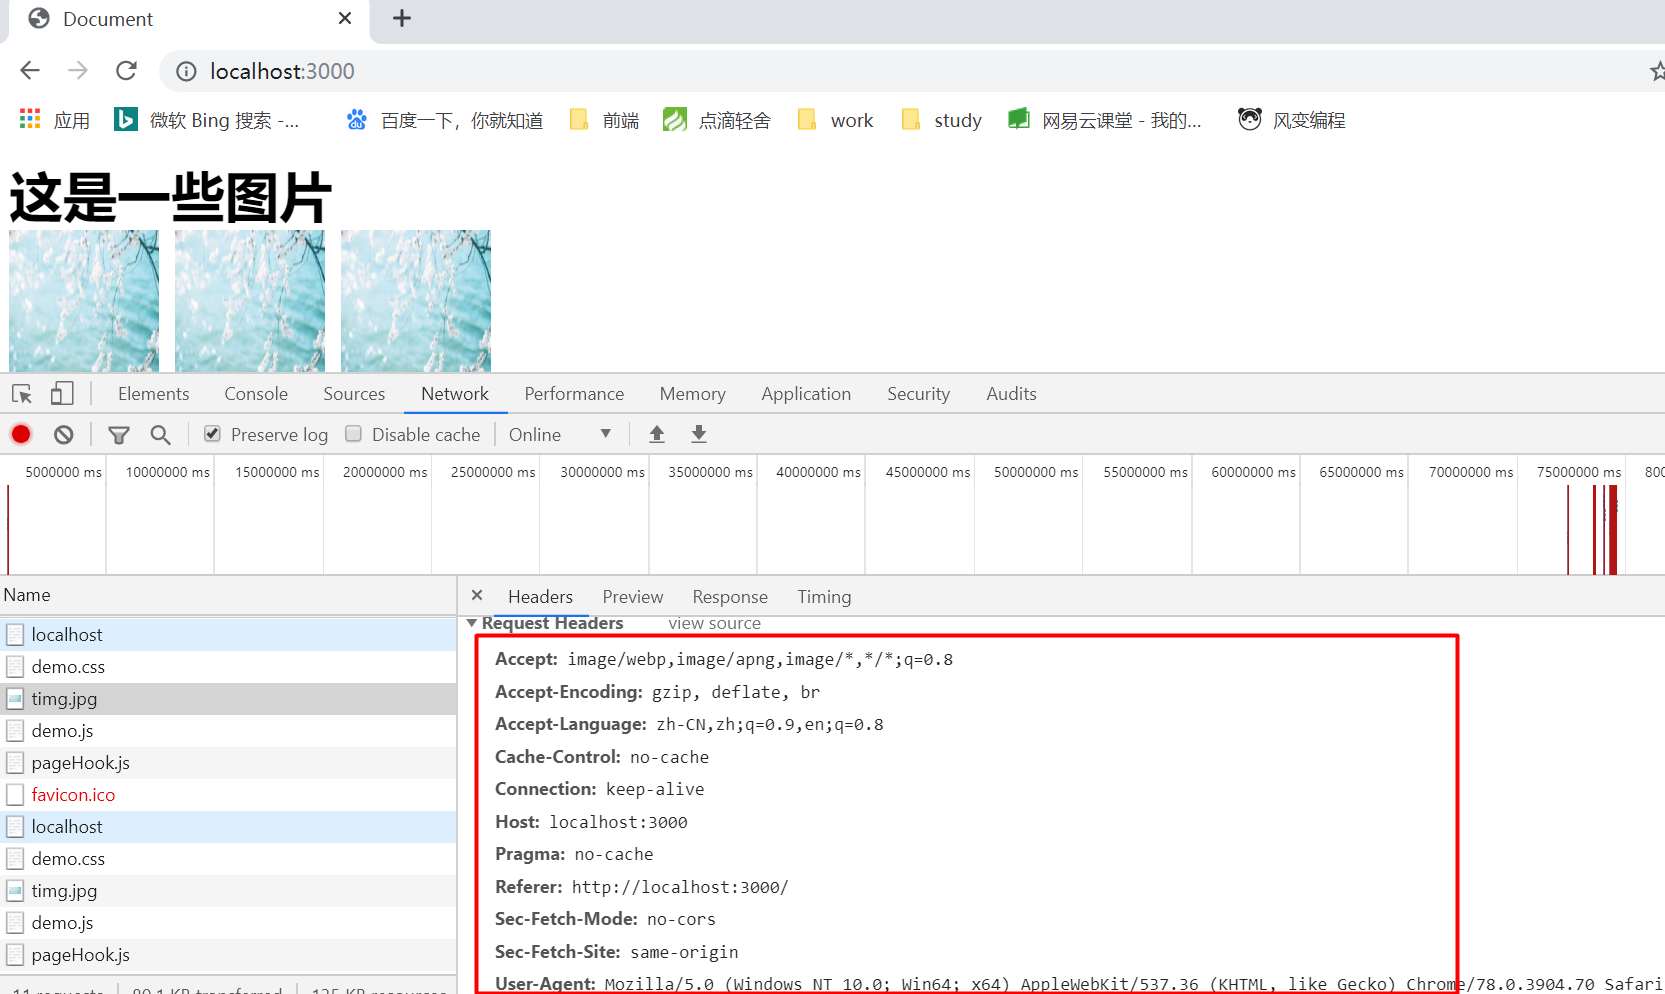 Document
localhost:3000
应用 微软 Bing 搜索 -... 百度一下，你就知道 前端 点滴轻舍 work study 网易云课堂 - 我的... 风变编程
这是一些图片
Elements Console Sources Network Performance Memory Application Security Audits
Preserve log Disable cache Online
5000000 ms 10000000 ms 15000000 ms 20000000 ms 25000000 ms 30000000 ms 35000000 ms 40000000 ms 45000000 ms 50000000 ms 55000000 ms 60000000 ms 65000000 ms 70000000 ms 75000000 ms 800
Name
localhost
demo.css
timg.jpg
demo.js
pageHook.js
favicon.ico
localhost
demo.css
timg.jpg
demo.js
pageHook.js
11 requests 80.1 KB transferred 125 KB resources
Headers Preview Response Timing
Request Headers view source
Accept: image/webp,image/apng,image/*,*/*;q=0.8
Accept-Encoding: gzip, deflate, br
Accept-Language: zh-CN,zh;q=0.9,en;q=0.8
Cache-Control: no-cache
Connection: keep-alive
Host: localhost:3000
Pragma: no-cache
Referer: http://localhost:3000/
Sec-Fetch-Mode: no-cors
Sec-Fetch-Site: same-origin
User-Agent: Mozilla/5.0 (Windows NT 10.0; Win64; x64) AppleWebKit/537.36 (KHTML, like Gecko) Chrome/78.0.3904.70 Safari